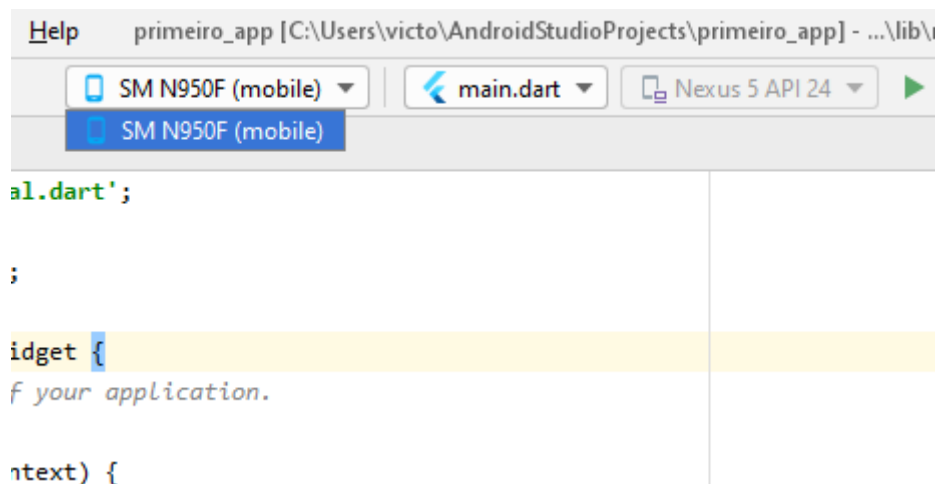 Help primeiro_app [C:\Users\victo\AndroidStudioProjects\primeiro_app] - ...\lib\
SM N950F (mobile) main.dart Nexus 5 API 24
SM N950F (mobile)
al.dart';
;
idget {
f your application.
ntext) {